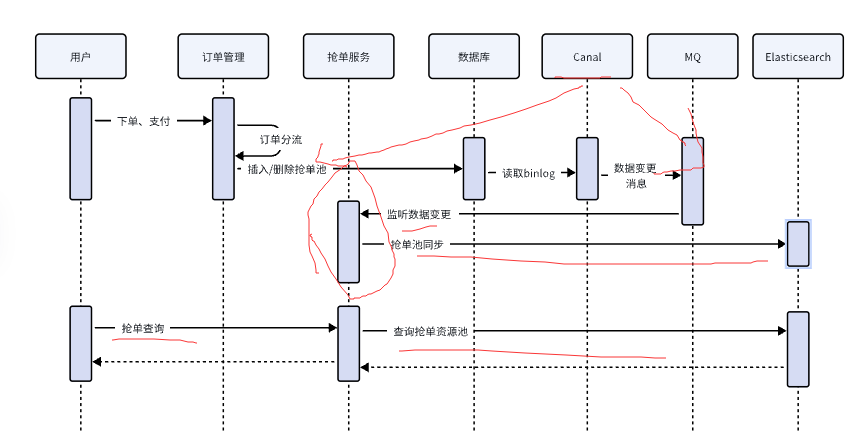 用户
订单管理
抢单服务
数据库
Canal
MQ
Elasticsearch
下单、支付
订单分流
插入/删除抢单池
读取binlog
数据变更
消息
监听数据变更
抢单池同步
抢单查询
查询抢单资源池